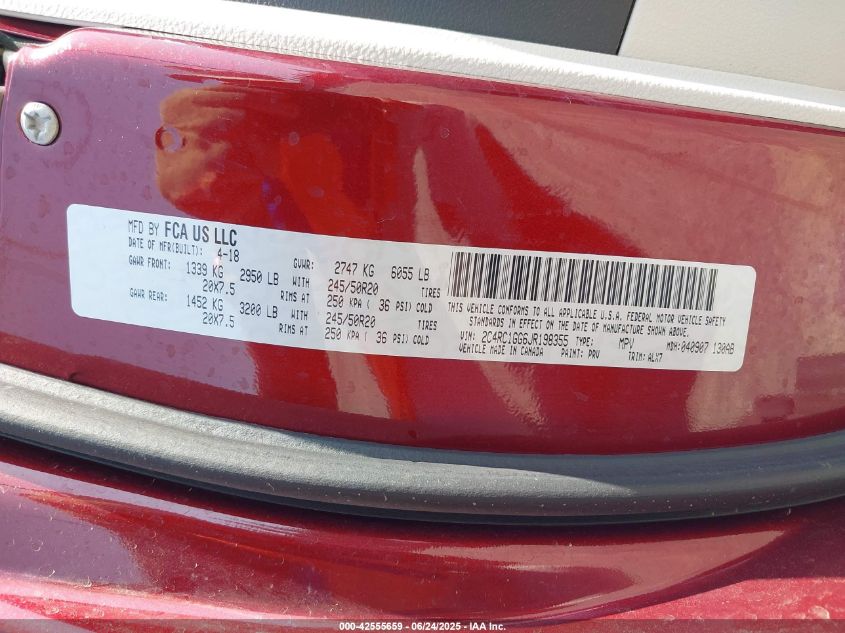 MFD BY FCA US LLC
DATE OF MFR(BUILT): 4-18 GVWR: 2747 KG 6055 LB
GAWR FRONT: 1339 KG 2950 LB WITH 245/50R20 TIRES
20X7.5 RIMS AT 250 KPA ( 36 PSI) COLD
GAWR REAR: 1452 KG 3200 LB WITH 245/50R20 TIRES
20X7.5 RIMS AT 250 KPA ( 36 PSI) COLD
THIS VEHICLE CONFORMS TO ALL APPLICABLE U.S.A. FEDERAL MOTOR VEHICLE SAFETY
STANDARDS IN EFFECT ON THE DATE OF MANUFACTURE SHOWN ABOVE.
VIN: 2C4RC1GG6JR198355 TYPE: MPV MDH:040907 130AB
VEHICLE MADE IN CANADA PAINT: PRV TRIM: ALX7
000-42555659 - 06/24/2025 - IAA Inc.